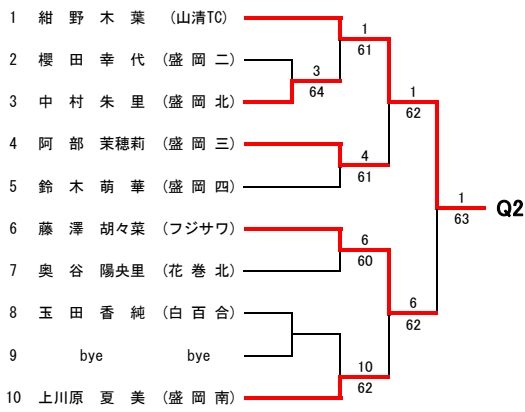 1 紺野木葉 (山清TC)
1
61
2 櫻田幸代 (盛岡二)
3
64
3 中村朱里 (盛岡北)
1
62
4 阿部茉穂莉 (盛岡三)
4
61
5 鈴木萌華 (盛岡四)
1
63
Q2
6 藤澤胡々菜 (フジサワ)
6
60
7 奥谷陽央里 (花巻北)
6
62
8 玉田香純 (白百合)
9 bye bye
10
62
10 上川原夏美 (盛岡南)